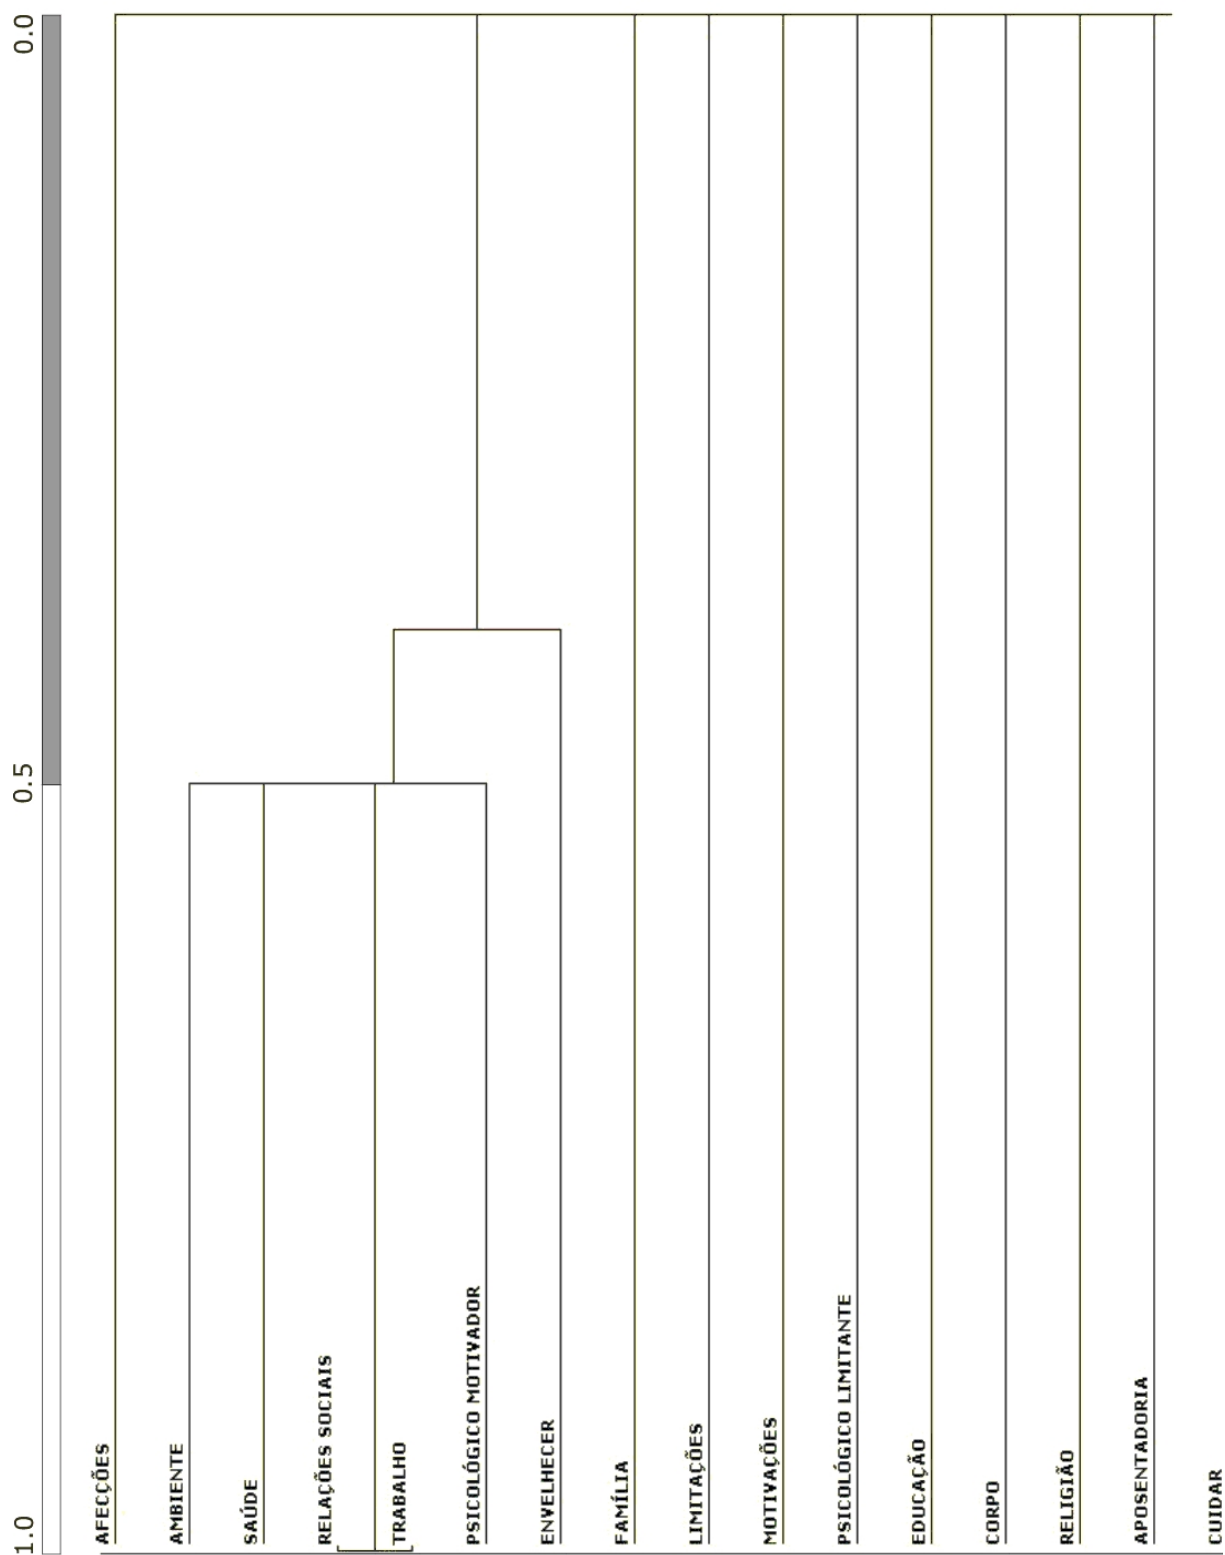 0.0
0.5
1.0
AFECÇÕES
AMBIENTE
SAÚDE
RELAÇÕES SOCIAIS
TRABALHO
PSICOLÓGICO MOTIVADOR
ENVELHECER
FAMÍLIA
LIMITAÇÕES
MOTIVAÇÕES
PSICOLÓGICO LIMITANTE
EDUCAÇÃO
CORPO
RELIGIÃO
APOSENTADORIA
CUIDAR